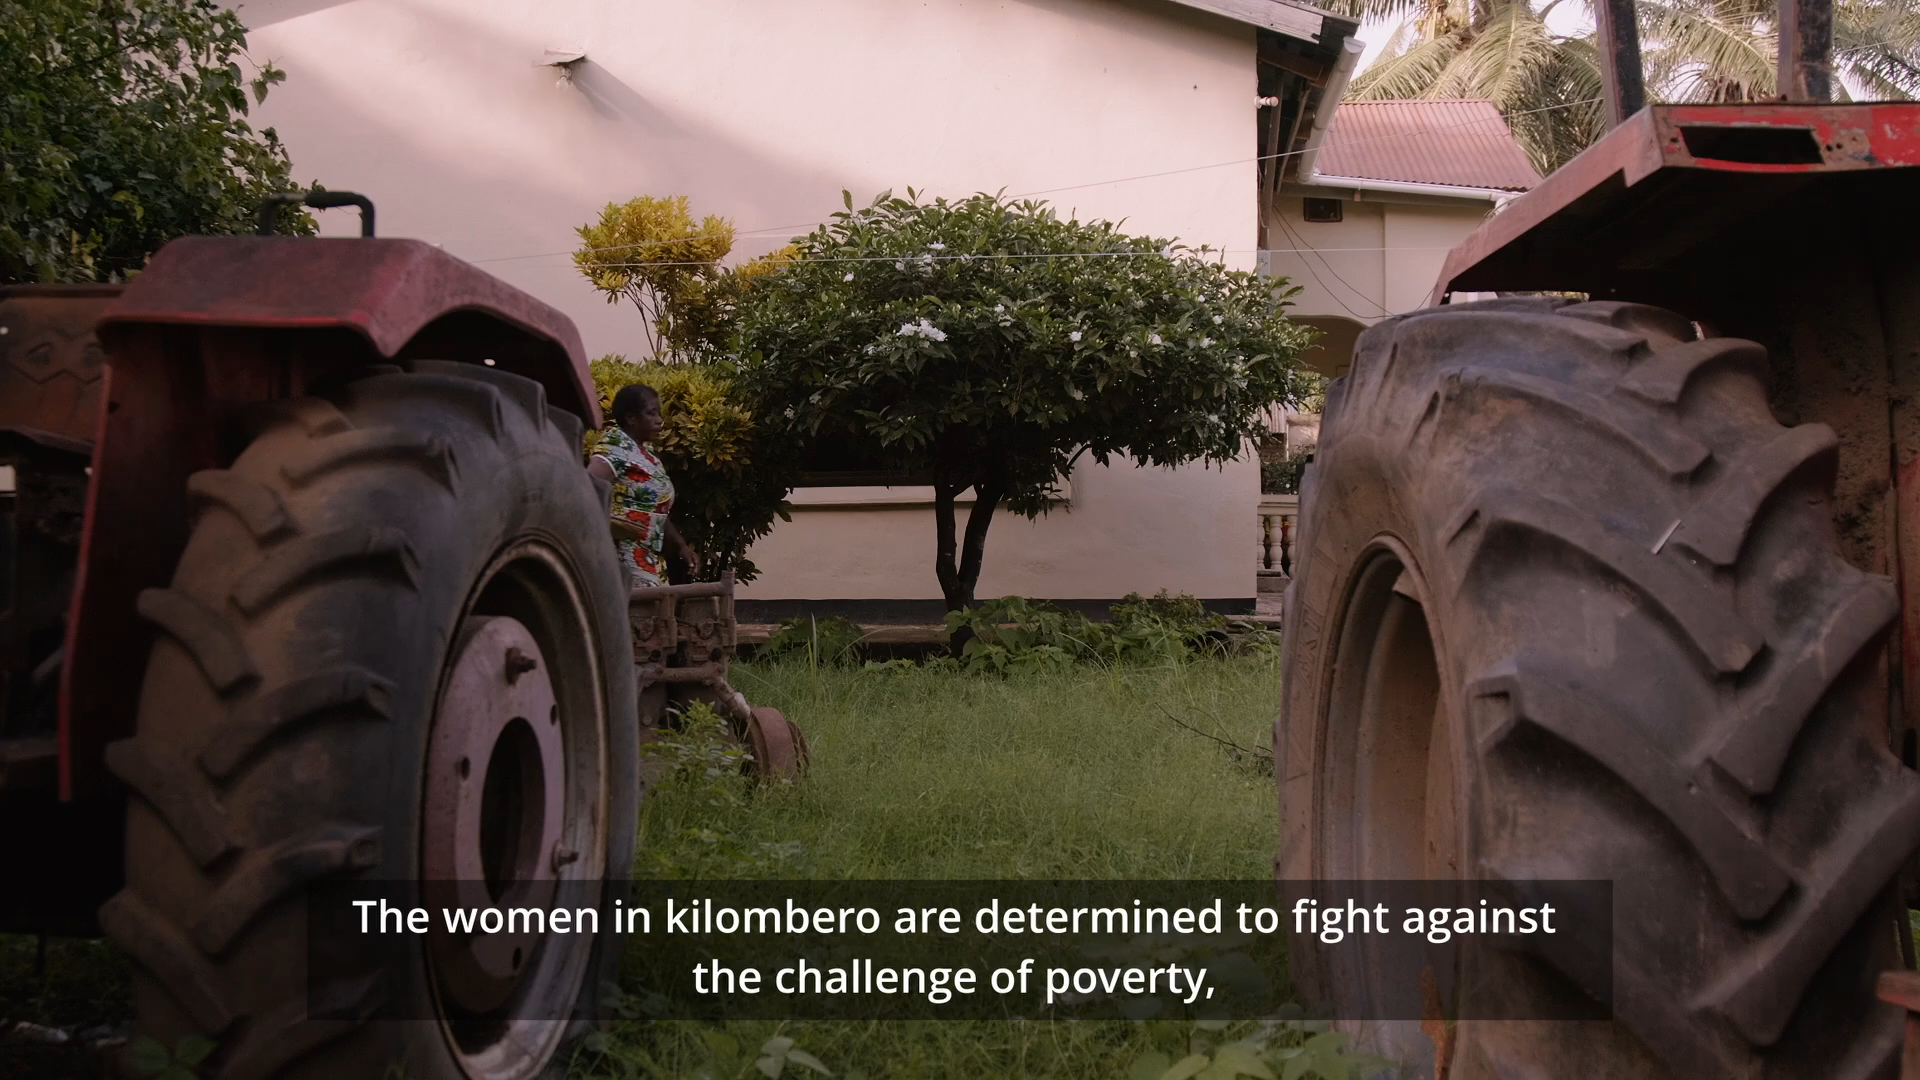 The women in kilombero are determined to fight against
the challenge of poverty,